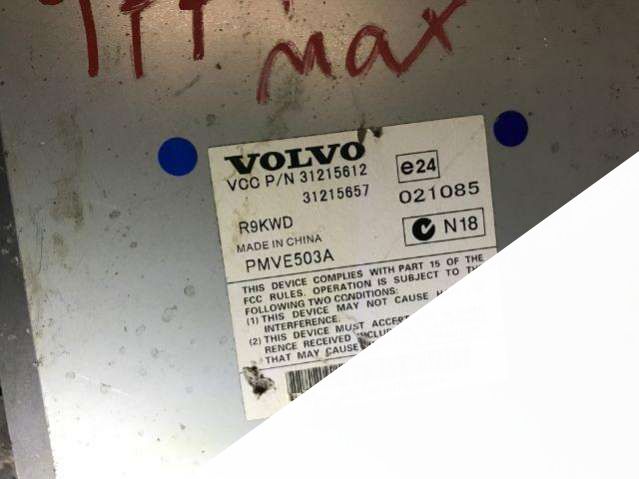 max
VOLVO
VCC P/N 31215612
31215657
e24
021085
R9KWD
N18
MADE IN CHINA
PMVE503A
THIS DEVICE COMPLIES WITH PART 15 OF THE
FCC RULES. OPERATION IS SUBJECT TO
FOLLOWING TWO CONDITIONS:
(1) THIS DEVICE MAY NOT CAUSE
INTERFERENCE.
(2) THIS DEVICE MUST ACCEPT
RENCE RECEIVED
THAT MAY CAUSE